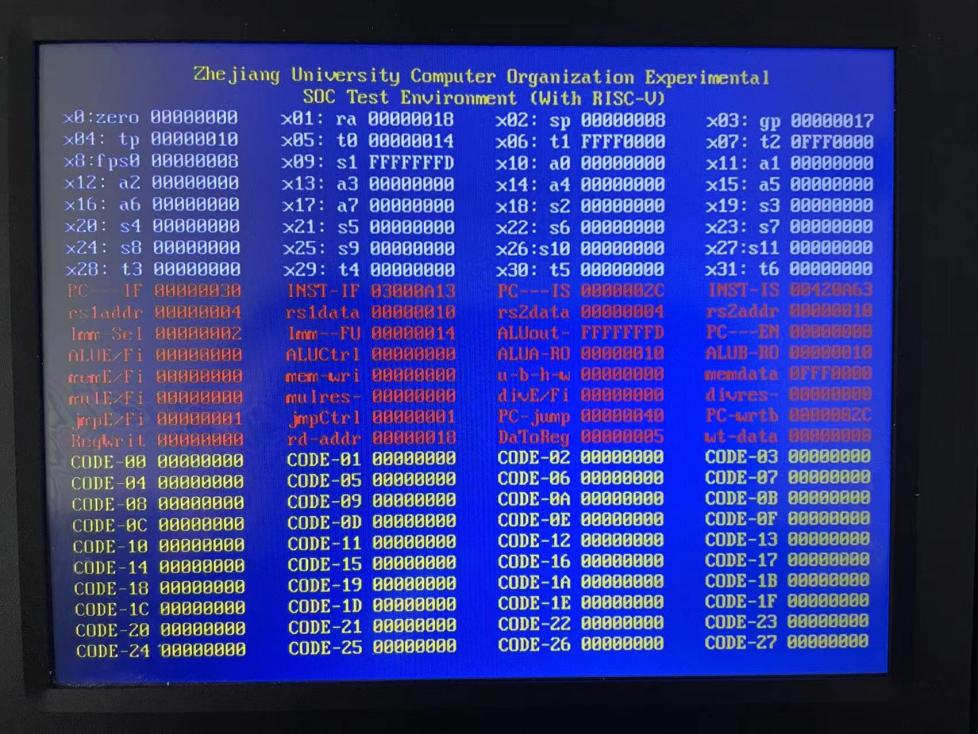 Zhejiang University Computer Organization Experimental
SOC Test Environment (With RISC-V)
x0:zero 00000000 x01: ra 00000018 x02: sp 00000008 x03: gp 00000017
x04: tp 00000010 x05: t0 00000014 x06: t1 FFFF0000 x07: t2 0FFF0000
x8:fps0 00000008 x09: s1 FFFFFFFD x10: a0 00000000 x11: a1 00000000
x12: a2 00000000 x13: a3 00000000 x14: a4 00000000 x15: a5 00000000
x16: a6 00000000 x17: a7 00000000 x18: s2 00000000 x19: s3 00000000
x20: s4 00000000 x21: s5 00000000 x22: s6 00000000 x23: s7 00000000
x24: s8 00000000 x25: s9 00000000 x26:s10 00000000 x27:s11 00000000
x28: t3 00000000 x29: t4 00000000 x30: t5 00000000 x31: t6 00000000
PC---IF 00000030 INST-IF 03000A13 PC---IS 0000002C INST-IS 00420A63
rs1addr 00000004 rs1data 00000010 rs2data 00000004 rs2addr 00000010
Imm-Sel 00000002 Imm--FU 00000014 ALUout- FFFFFFFD PC---EN 00000000
ALUE/Fi 00000000 ALUCtrl 00000000 ALUA-RO 00000010 ALUB-RO 00000010
memE/Fi 00000000 mem-wri 00000000 u-b-h-w 00000000 memdata 0FFF0000
mulE/Fi 00000000 mulres- 00000000 divE/Fi 00000000 divres- 00000000
jmpE/Fi 00000001 jmpCtrl 00000001 PC-jump 00000040 PC-wrtb 0000002C
RegWrit 00000000 rd-addr 00000018 DaToReg 00000005 wt-data 00000000
CODE-00 00000000 CODE-01 00000000 CODE-02 00000000 CODE-03 00000000
CODE-04 00000000 CODE-05 00000000 CODE-06 00000000 CODE-07 00000000
CODE-08 00000000 CODE-09 00000000 CODE-0A 00000000 CODE-0B 00000000
CODE-0C 00000000 CODE-0D 00000000 CODE-0E 00000000 CODE-0F 00000000
CODE-10 00000000 CODE-11 00000000 CODE-12 00000000 CODE-13 00000000
CODE-14 00000000 CODE-15 00000000 CODE-16 00000000 CODE-17 00000000
CODE-18 00000000 CODE-19 00000000 CODE-1A 00000000 CODE-1B 00000000
CODE-1C 00000000 CODE-1D 00000000 CODE-1E 00000000 CODE-1F 00000000
CODE-20 00000000 CODE-21 00000000 CODE-22 00000000 CODE-23 00000000
CODE-24 00000000 CODE-25 00000000 CODE-26 00000000 CODE-27 00000000